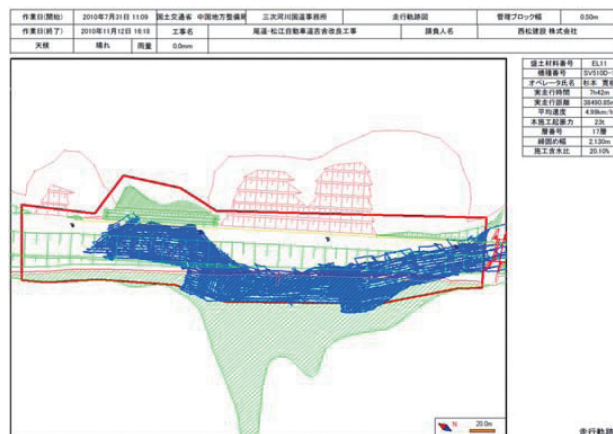 作業日(開始) 2010年7月31日 11:09 国土交通省 中国地方整備局 三次河川国道事務所 走行軌跡図 管理ブロック幅 0.50m
作業日(終了) 2010年11月12日 16:18 工事名 尾道・松江自動車道吉舎改良工事 請負人名 西松建設 株式会社
天候 晴れ 雨量 0.0mm
盛土材料番号 EL11
機種番号 SV510D-
オペレータ氏名 杉本
実走行時間 7h42m
実走行距離 38490.85m
平均速度 4.99km/h
本施工起振力 23t
層番号 17層
締固め幅 2.130m
施工含水比 20.10%
N 20.0m
走行軌跡